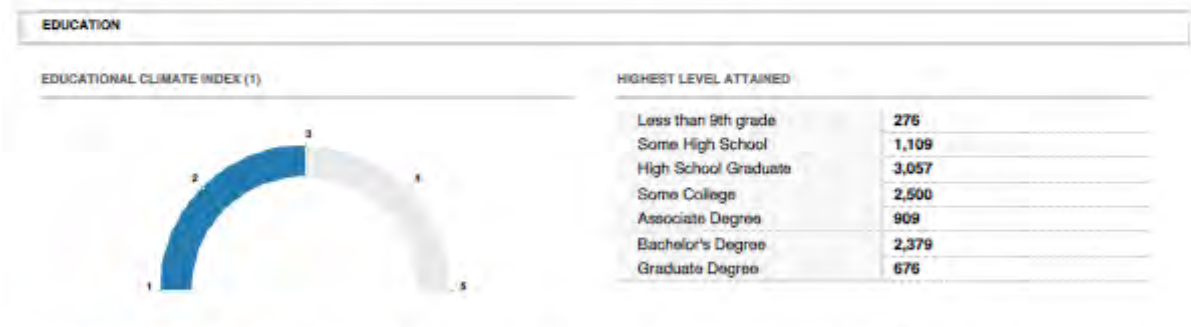 EDUCATION
EDUCATIONAL CLIMATE INDEX (1)
1
2
3
4
5
HIGHEST LEVEL ATTAINED
Less than 9th grade 276
Some High School 1,109
High School Graduate 3,057
Some College 2,500
Associate Degree 909
Bachelor's Degree 2,379
Graduate Degree 676